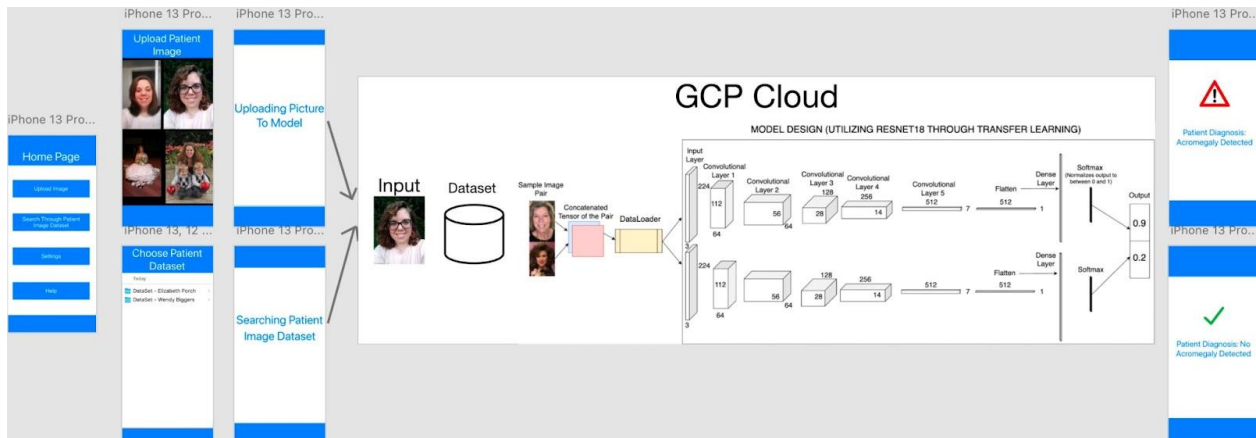 iPhone 13 Pro...
Home Page
Upload Image
Search Through Patient
Image Dataset
Settings
Help
iPhone 13 Pro...
Upload Patient
Image
iPhone 13, 12 ...
Choose Patient
Dataset
Today
DataSet - Elizabeth Porch
DataSet - Wendy Biggers
iPhone 13 Pro...
Uploading Picture
To Model
iPhone 13 Pro...
Searching Patient
Image Dataset
GCP Cloud
MODEL DESIGN (UTILIZING RESNET18 THROUGH TRANSFER LEARNING)
Input
Dataset
Sample Image
Pair
Concatenated
Tensor of the Pair
DataLoader
Input
Layer
224
3
Convolutional
Layer 1
112
64
Convolutional
Layer 2
56
64
Convolutional
Layer 3
128
28
Convolutional
Layer 4
256
14
Convolutional
Layer 5
512
7
Flatten
512
1
Dense
Layer
Softmax
(Normalizes output to
between 0 and 1)
Output
0.9
0.2
224
3
112
64
56
64
128
28
256
14
512
7
Flatten
512
1
Dense
Layer
Softmax
iPhone 13 Pro...
Patient Diagnosis:
Acromegaly Detected
iPhone 13 Pro...
Patient Diagnosis: No
Acromegaly Detected